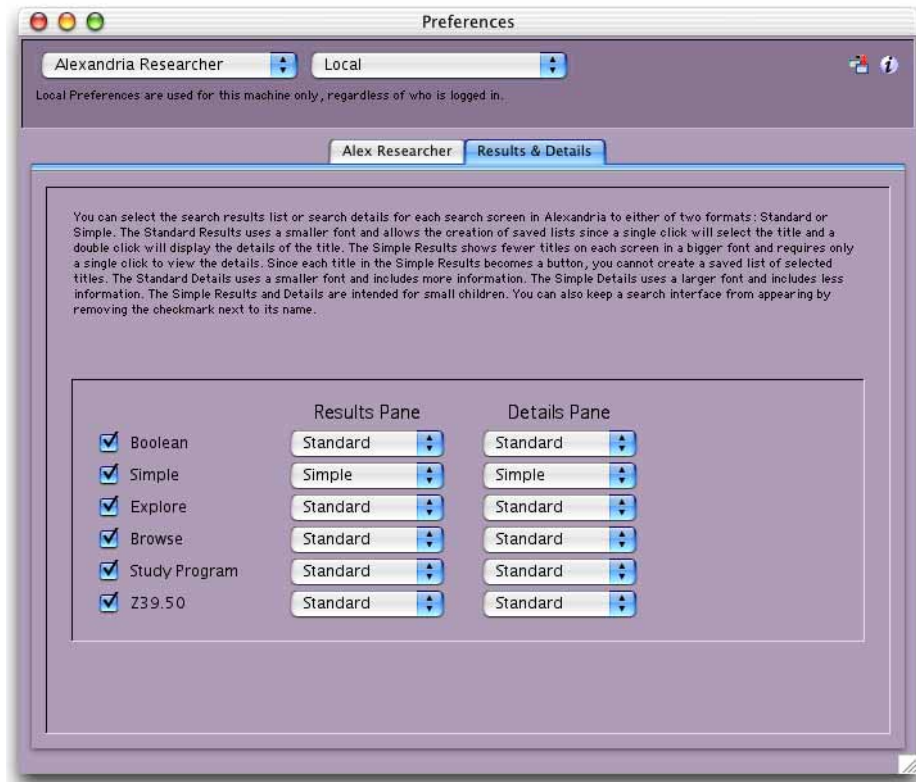 Preferences
Alexandria Researcher Local
Local Preferences are used for this machine only, regardless of who is logged in.
Alex Researcher Results & Details
You can select the search results list or search details for each search screen in Alexandria to either of two formats: Standard or
Simple. The Standard Results uses a smaller font and allows the creation of saved lists since a single click will select the title and a
double click will display the details of the title. The Simple Results shows fewer titles on each screen in a bigger font and requires only
a single click to view the details. Since each title in the Simple Results becomes a button, you cannot create a saved list of selected
titles. The Standard Details uses a smaller font and includes more information. The Simple Details uses a larger font and includes less
information. The Simple Results and Details are intended for small children. You can also keep a search interface from appearing by
removing the checkmark next to its name.
Results Pane Details Pane
Boolean Standard Standard
Simple Simple Simple
Explore Standard Standard
Browse Standard Standard
Study Program Standard Standard
Z39.50 Standard Standard